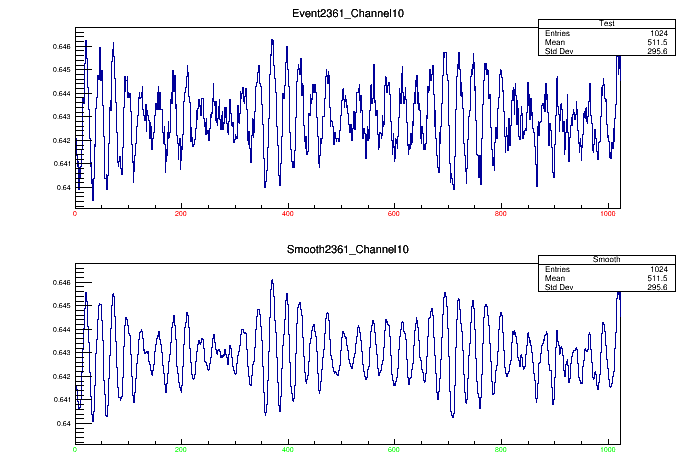 Event2361_Channel10
Test
Entries 1024
Mean 511.5
Std Dev 295.6
0.646
0.645
0.644
0.643
0.642
0.641
0.64
0 200 400 600 800 1000
Smooth2361_Channel10
Smooth
Entries 1024
Mean 511.5
Std Dev 295.6
0.646
0.645
0.644
0.643
0.642
0.641
0.64
0 200 400 600 800 1000